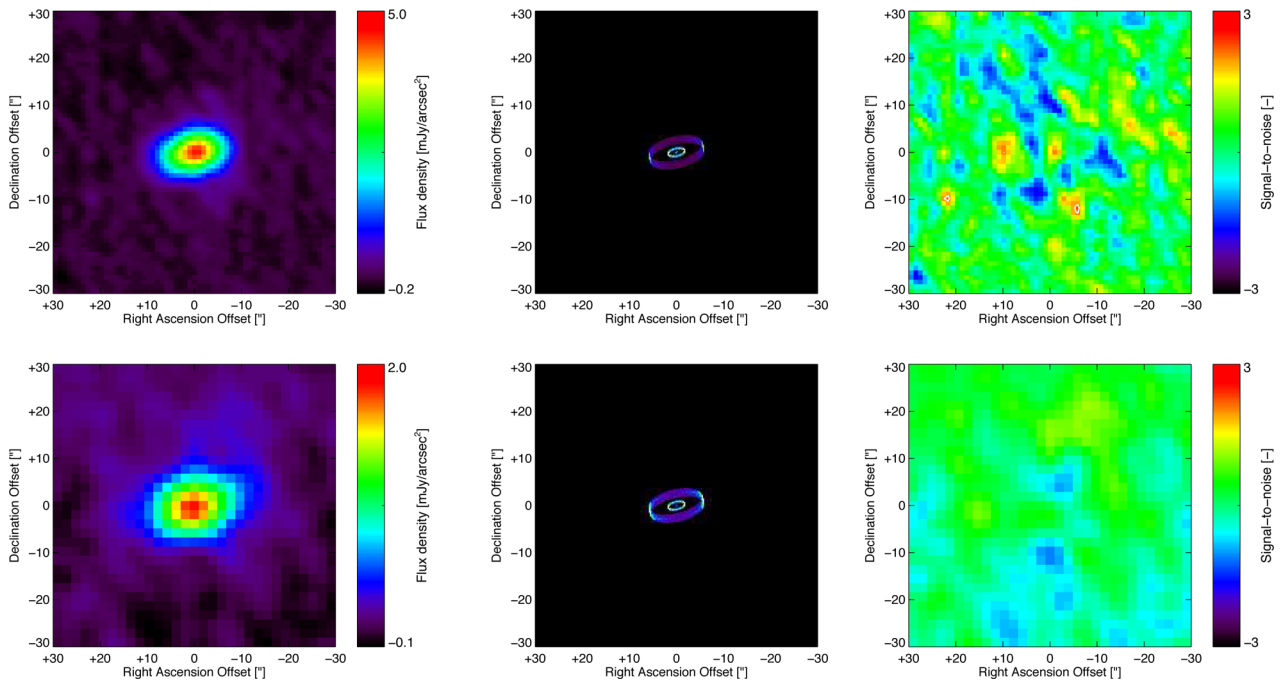 +30 5.0
+20
+10
0
−10
−20
−30 −0.2
+30 +20 +10 0 −10 −20 −30
Right Ascension Offset ["]
Declination Offset ["]
Flux density [mJy/arcsec²]
+30
+20
+10
0
−10
−20
−30
+30 +20 +10 0 −10 −20 −30
Right Ascension Offset ["]
Declination Offset ["]
+30 3
+20
+10
0
−10
−20
−30 −3
+30 +20 +10 0 −10 −20 −30
Right Ascension Offset ["]
Declination Offset ["]
Signal−to−noise [−]
+30 2.0
+20
+10
0
−10
−20
−30 −0.1
+30 +20 +10 0 −10 −20 −30
Right Ascension Offset ["]
Declination Offset ["]
Flux density [mJy/arcsec²]
+30
+20
+10
0
−10
−20
−30
+30 +20 +10 0 −10 −20 −30
Right Ascension Offset ["]
Declination Offset ["]
+30 3
+20
+10
0
−10
−20
−30 −3
+30 +20 +10 0 −10 −20 −30
Right Ascension Offset ["]
Declination Offset ["]
Signal−to−noise [−]